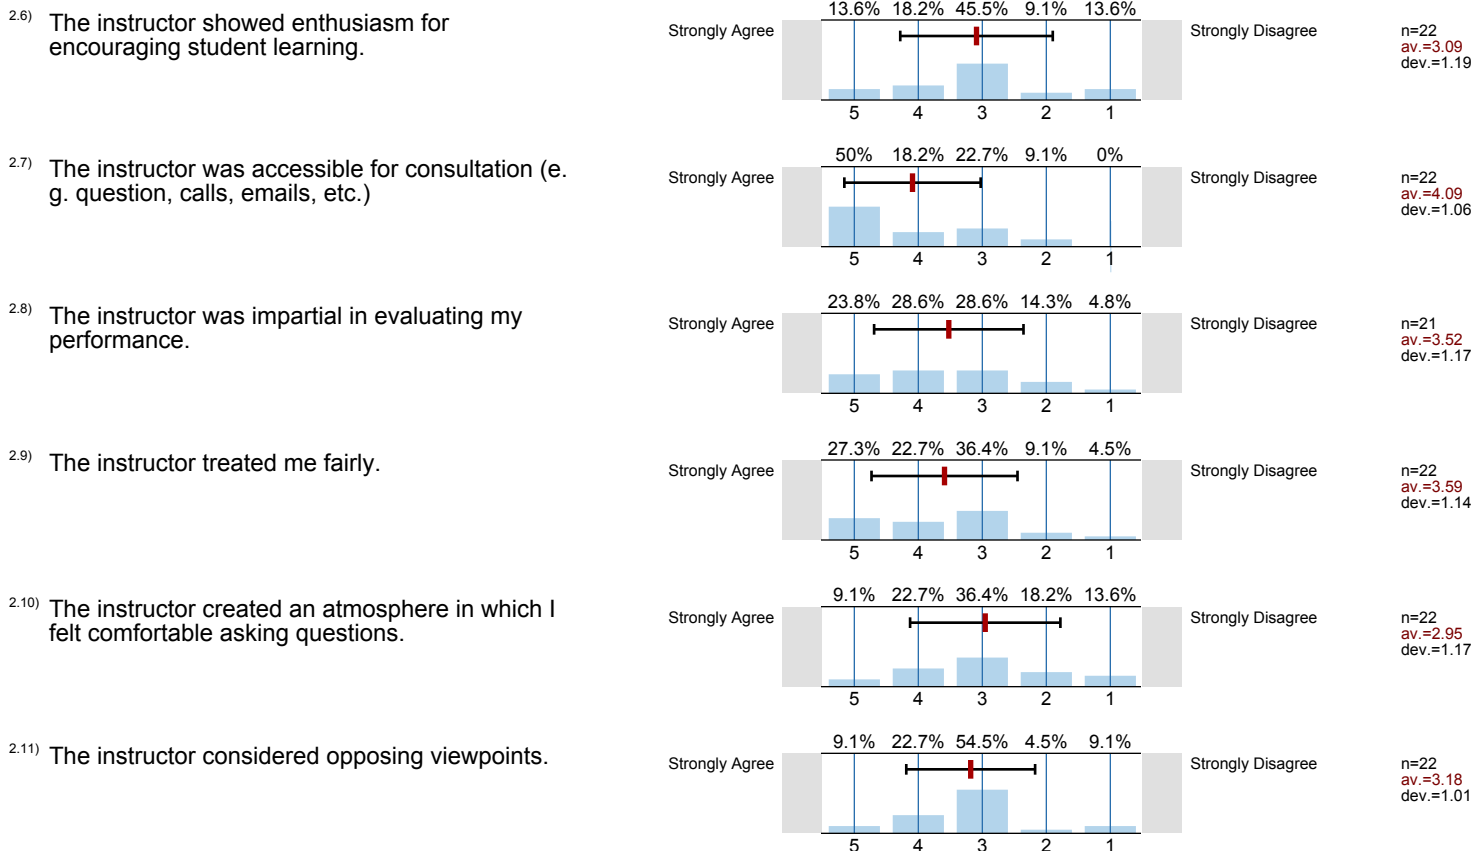 13.6% 18.2% 45.5% 9.1% 13.6%
2.6) The instructor showed enthusiasm for
encouraging student learning.
Strongly Agree
Strongly Disagree
n=22
av.=3.09
dev.=1.19
5 4 3 2 1
50% 18.2% 22.7% 9.1% 0%
2.7) The instructor was accessible for consultation (e.
g. question, calls, emails, etc.)
Strongly Agree
Strongly Disagree
n=22
av.=4.09
dev.=1.06
5 4 3 2 1
23.8% 28.6% 28.6% 14.3% 4.8%
2.8) The instructor was impartial in evaluating my
performance.
Strongly Agree
Strongly Disagree
n=21
av.=3.52
dev.=1.17
5 4 3 2 1
27.3% 22.7% 36.4% 9.1% 4.5%
2.9) The instructor treated me fairly.
Strongly Agree
Strongly Disagree
n=22
av.=3.59
dev.=1.14
5 4 3 2 1
9.1% 22.7% 36.4% 18.2% 13.6%
2.10) The instructor created an atmosphere in which I
felt comfortable asking questions.
Strongly Agree
Strongly Disagree
n=22
av.=2.95
dev.=1.17
5 4 3 2 1
9.1% 22.7% 54.5% 4.5% 9.1%
2.11) The instructor considered opposing viewpoints.
Strongly Agree
Strongly Disagree
n=22
av.=3.18
dev.=1.01
5 4 3 2 1